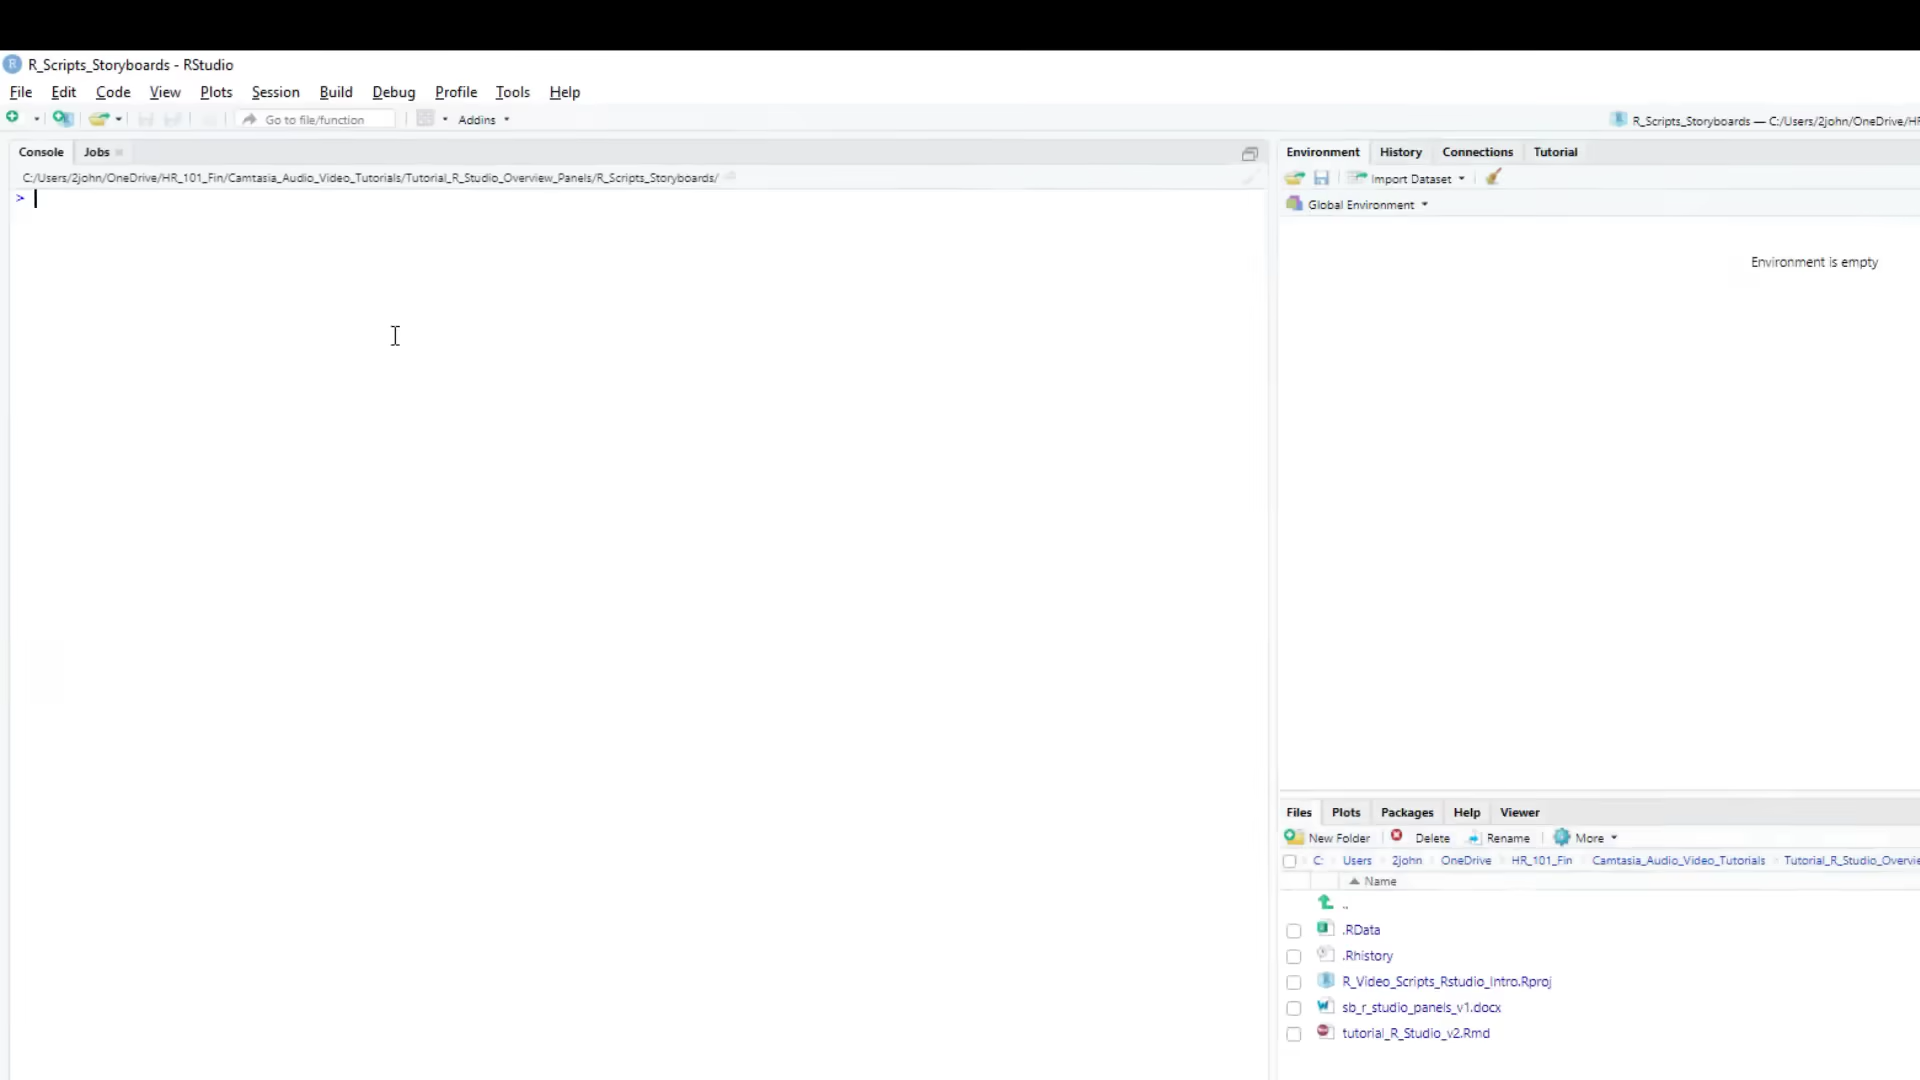 R_Scripts_Storyboards - RStudio
File Edit Code View Plots Session Build Debug Profile Tools Help
Go to file/function Addins R_Scripts_Storyboards — C:/Users/2john/OneDrive/HR
Console Jobs
C:/Users/2john/OneDrive/HR_101_Fin/Camtasia_Audio_Video_Tutorials/Tutorial_R_Studio_Overview_Panels/R_Scripts_Storyboards/
>
Environment History Connections Tutorial
Import Dataset
Global Environment
Environment is empty
Files Plots Packages Help Viewer
New Folder Delete Rename More
C: Users 2john OneDrive HR_101_Fin Camtasia_Audio_Video_Tutorials Tutorial_R_Studio_Overvie
Name
..
.RData
.Rhistory
R_Video_Scripts_Rstudio_Intro.Rproj
sb_r_studio_panels_v1.docx
tutorial_R_Studio_v2.Rmd